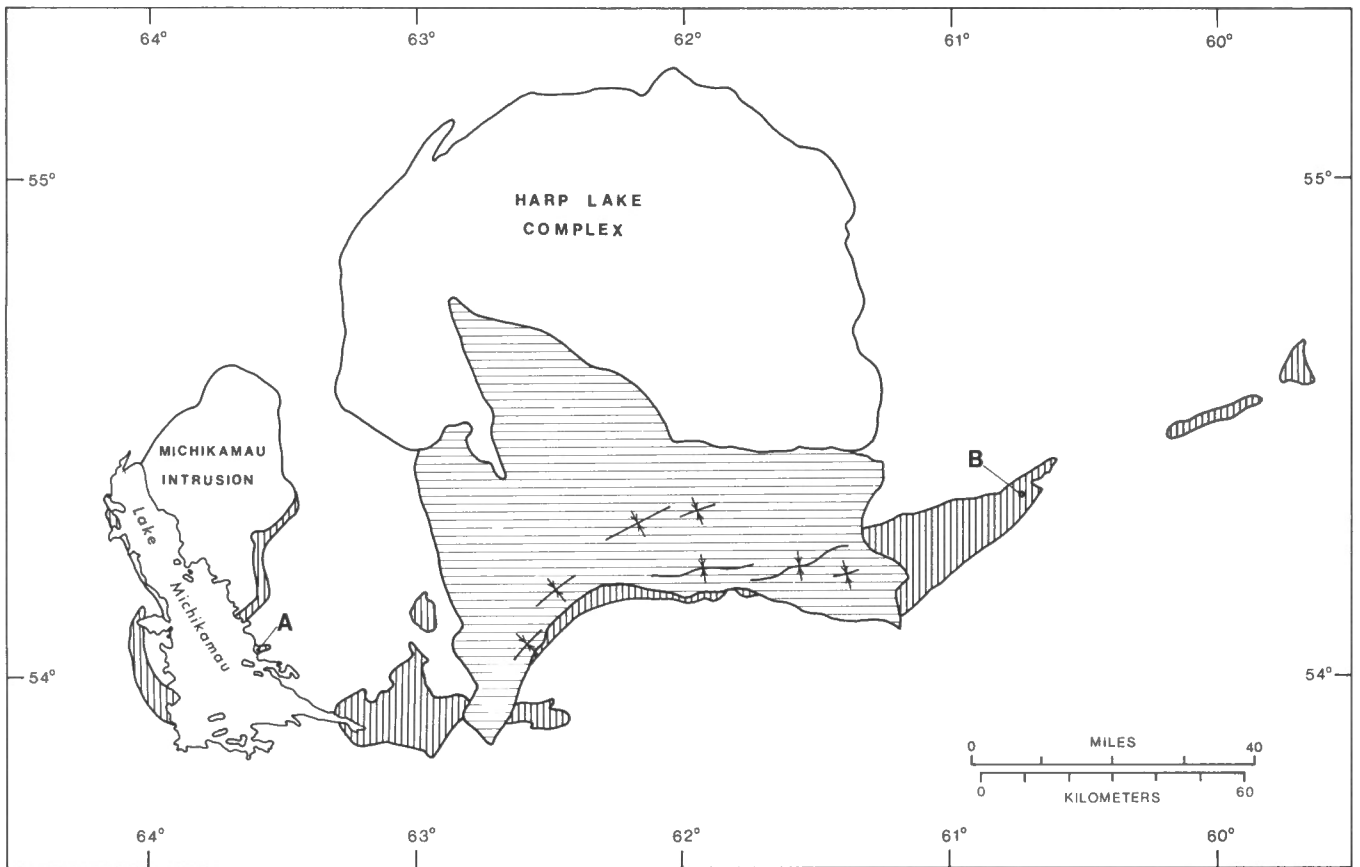 64° 63° 62° 61° 60°
55° 55°
HARP LAKE
COMPLEX
MICHIKAMAU
INTRUSION
B
Lake Michikamau
A
54° 54°
0 MILES 40
0 KILOMETERS 60
64° 63° 62° 61° 60°